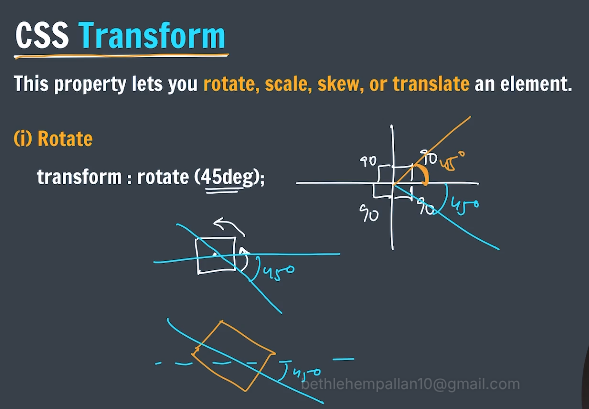 CSS Transform
This property lets you rotate, scale, skew, or translate an element.
(i) Rotate
transform : rotate (45deg);
90 90 45°
90 90 45°
45°
45°
bethlehempallan10@gmail.com